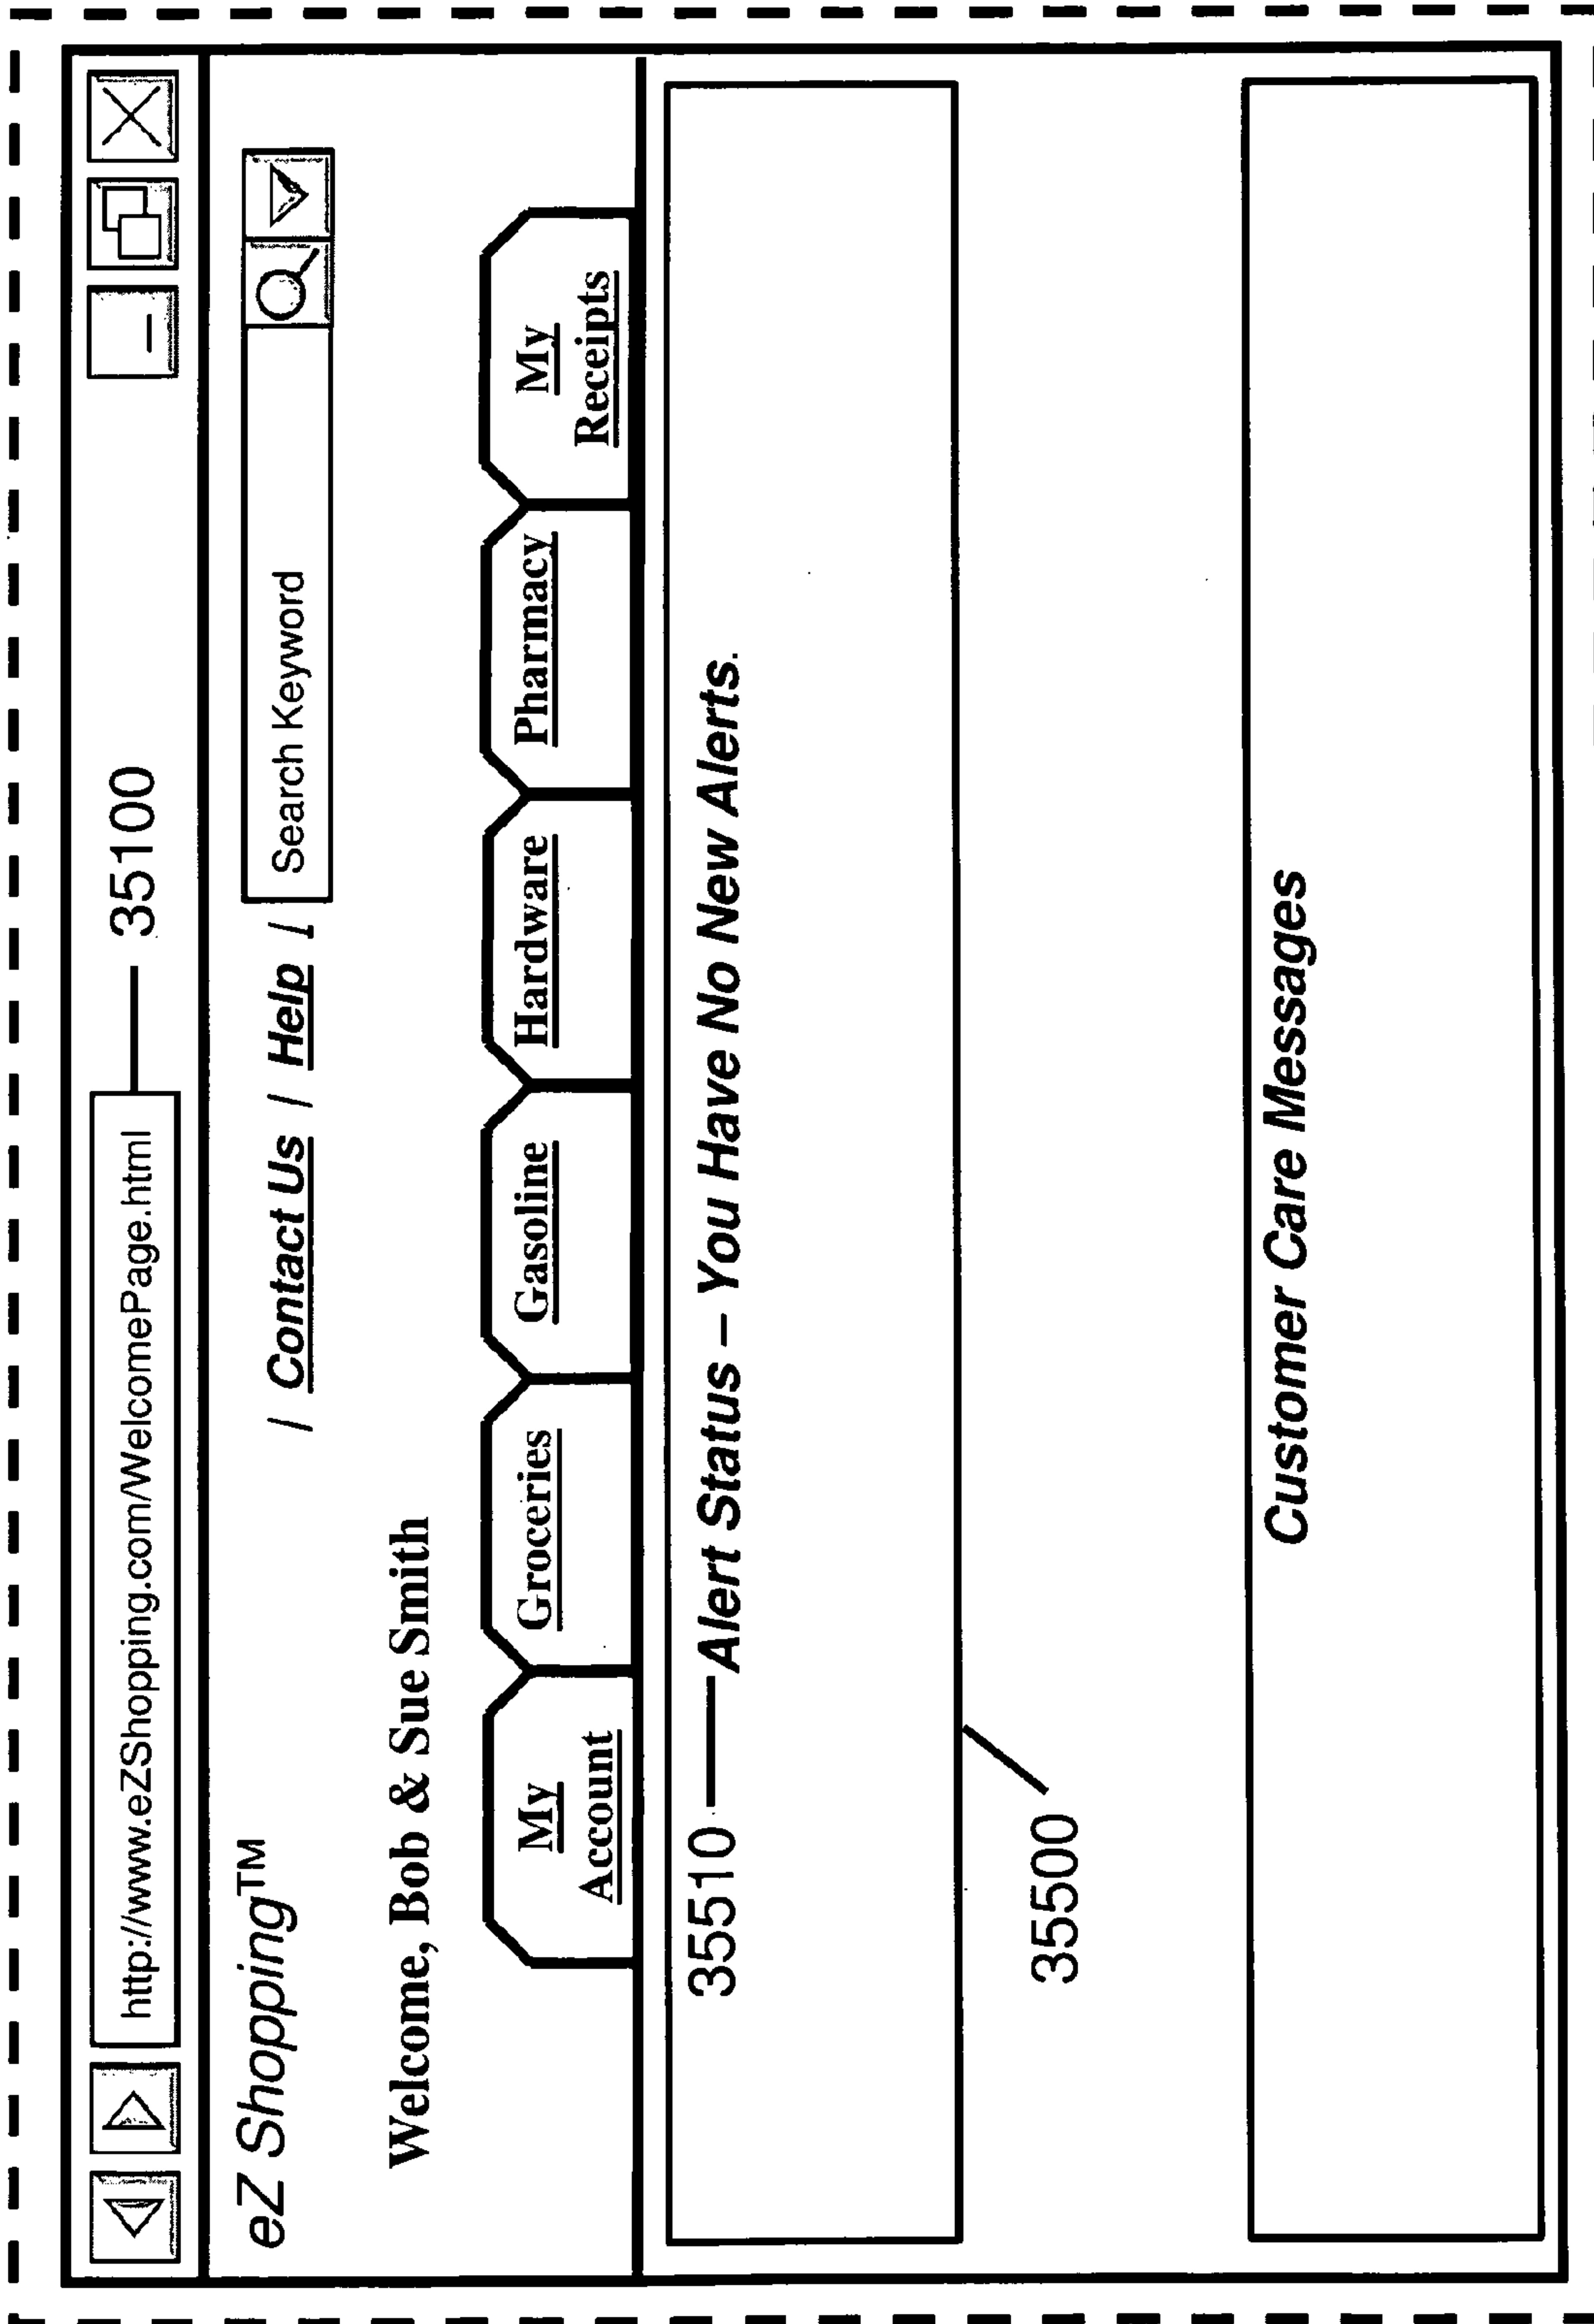 http://www.eZShopping.com/WelcomePage.html 35100
eZ Shopping™ / Contact Us / Help / Search Keyword
Welcome, Bob & Sue Smith
My Account Groceries Gasoline Hardware Pharmacy My Receipts
35510 Alert Status – You Have No New Alerts.
35500
Customer Care Messages